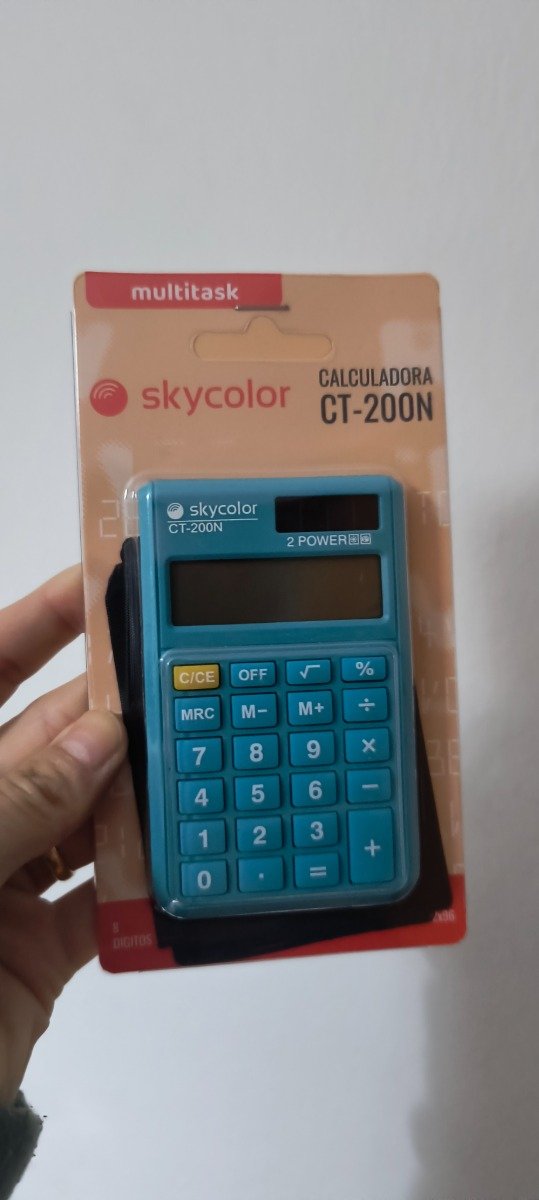 multitask
skycolor
CALCULADORA
CT-200N
skycolor
CT-200N
2 POWER
C/CE OFF √ %
MRC M− M+ ÷
7 8 9 ×
4 5 6 −
1 2 3 +
0 . =
8
DIGITOS